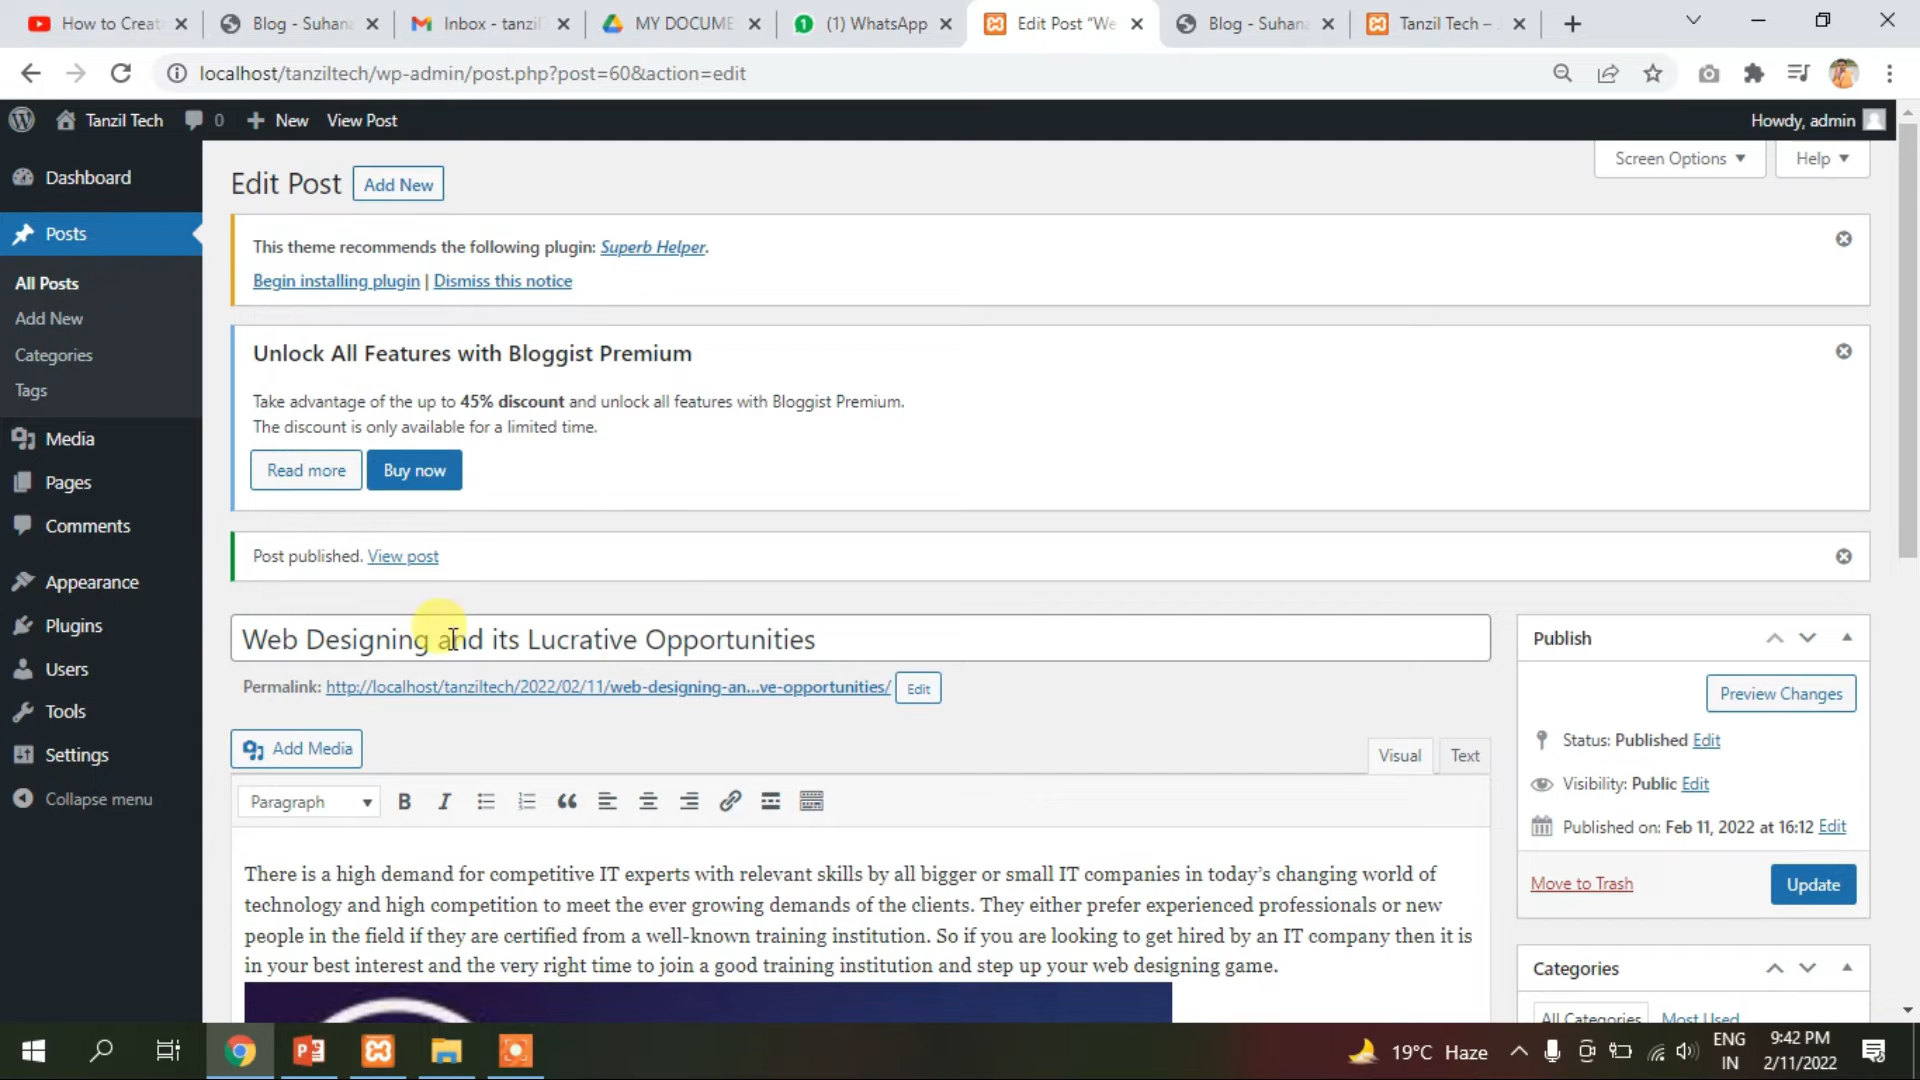 How to Creat
Blog - Suhana
Inbox - tanzil
MY DOCUME
(1) WhatsApp
Edit Post “We
Blog - Suhana
Tanzil Tech –
localhost/tanziltech/wp-admin/post.php?post=60&action=edit
Tanzil Tech
0
New
View Post
Howdy, admin
Dashboard
Posts
All Posts
Add New
Categories
Tags
Media
Pages
Comments
Appearance
Plugins
Users
Tools
Settings
Collapse menu
Screen Options
Help
Edit Post
Add New
This theme recommends the following plugin: Superb Helper.
Begin installing plugin | Dismiss this notice
Unlock All Features with Bloggist Premium
Take advantage of the up to 45% discount and unlock all features with Bloggist Premium.
The discount is only available for a limited time.
Read more
Buy now
Post published. View post
Web Designing and its Lucrative Opportunities
Permalink: http://localhost/tanziltech/2022/02/11/web-designing-an...ve-opportunities/
Edit
Add Media
Visual
Text
Paragraph
There is a high demand for competitive IT experts with relevant skills by all bigger or small IT companies in today’s changing world of
technology and high competition to meet the ever growing demands of the clients. They either prefer experienced professionals or new
people in the field if they are certified from a well-known training institution. So if you are looking to get hired by an IT company then it is
in your best interest and the very right time to join a good training institution and step up your web designing game.
Publish
Preview Changes
Status: Published Edit
Visibility: Public Edit
Published on: Feb 11, 2022 at 16:12 Edit
Move to Trash
Update
Categories
All Categories
Most Used
19°C Haze
ENG
IN
9:42 PM
2/11/2022